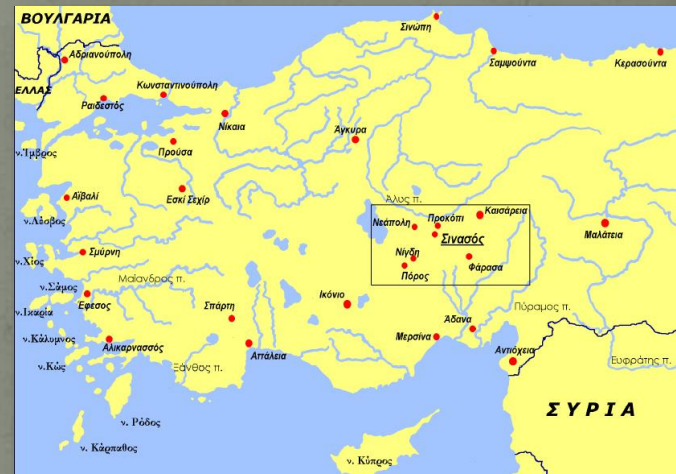 ΒΟΥΛΓΑΡΙΑ
Σινώπη
Αδριανούπολη
Σαμψούντα
Κερασούντα
ΕΛΛΑΣ
Κωνσταντινούπολη
Ραιδεστός
Νίκαια
Άγκυρα
ν.Ίμβρος
Προύσα
Αϊβαλί
Εσκί Σεχίρ
Άλυς π.
ν.Λέσβος
Νεάπολη
Προκόπι
Καισάρεια
Σινασός
Μαλάτεια
Σμύρνη
ν.Χίος
Νίγδη
Φάρασα
Πόρος
Μαίανδρος π.
ν.Σάμος
Έφεσος
ν.Ικαρία
Σπάρτη
Ικόνιο
Πύραμος π.
Άδανα
ν.Κάλυμνος
Αλικαρνασσός
Αττάλεια
Μερσίνα
Αντιόχεια
ν.Κώς
Ξάνθος π.
Ευφράτης π.
ΣΥΡΙΑ
ν. Ρόδος
ν. Κάρπαθος
ν. Κύπρος